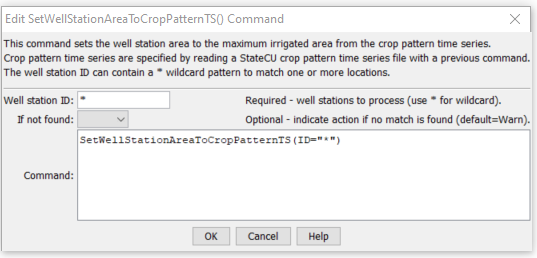 Edit SetWellStationAreaToCropPatternTS() Command
This command sets the well station area to the maximum irrigated area from the crop pattern time series.
Crop pattern time series are specified by reading a StateCU crop pattern time series file with a previous command.
The well station ID can contain a * wildcard pattern to match one or more locations.
Well station ID: * Required - well stations to process (use * for wildcard).
If not found: Optional - indicate action if no match is found (default=Warn).
SetWellStationAreaToCropPatternTS(ID="*")
Command:
OK Cancel Help